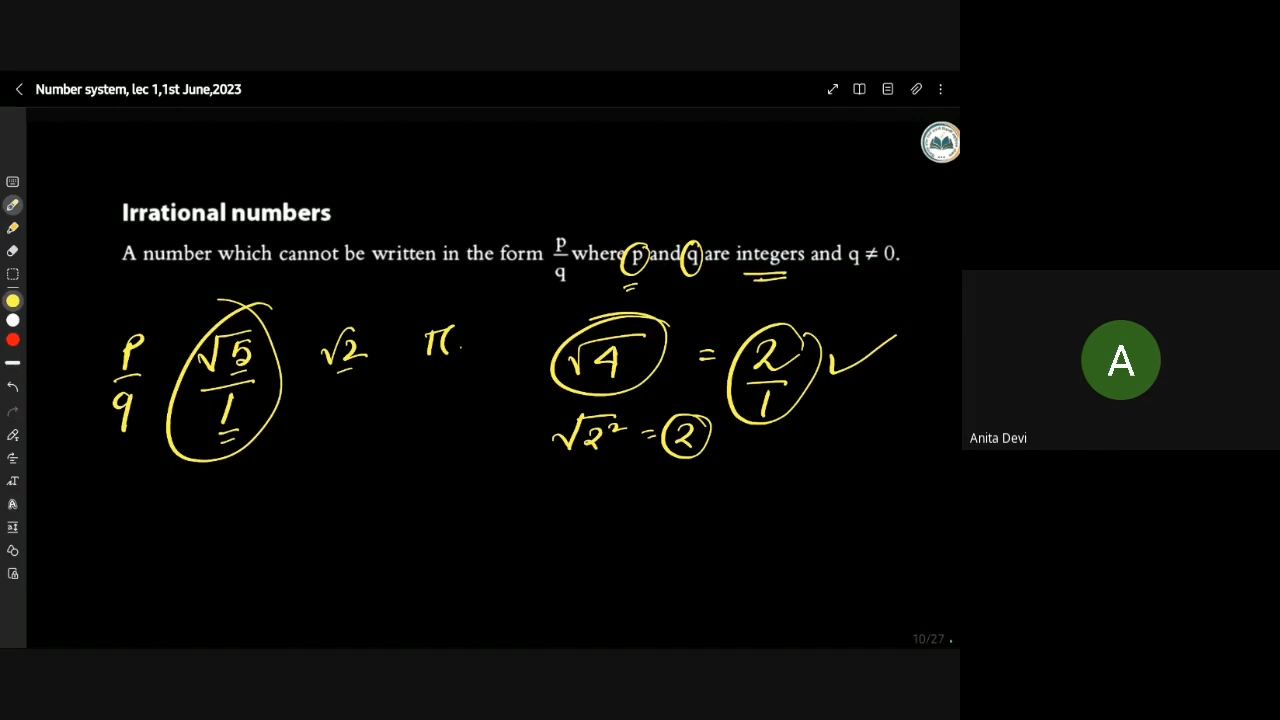 Number system, lec 1,1st June,2023
Irrational numbers
A number which cannot be written in the form p/q where p and q are integers and q ≠ 0.
p/q √5/1 √2 π √4 = 2/1 ✓
√2² = 2
A
Anita Devi
10/27